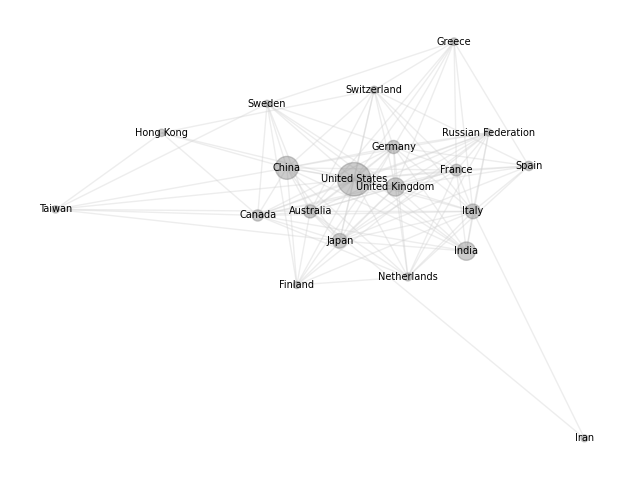 Greece
Switzerland
Sweden
Hong Kong
Russian Federation
Germany
China
France
Spain
United States
United Kingdom
Taiwan
Canada
Australia
Italy
Japan
India
Netherlands
Finland
Iran